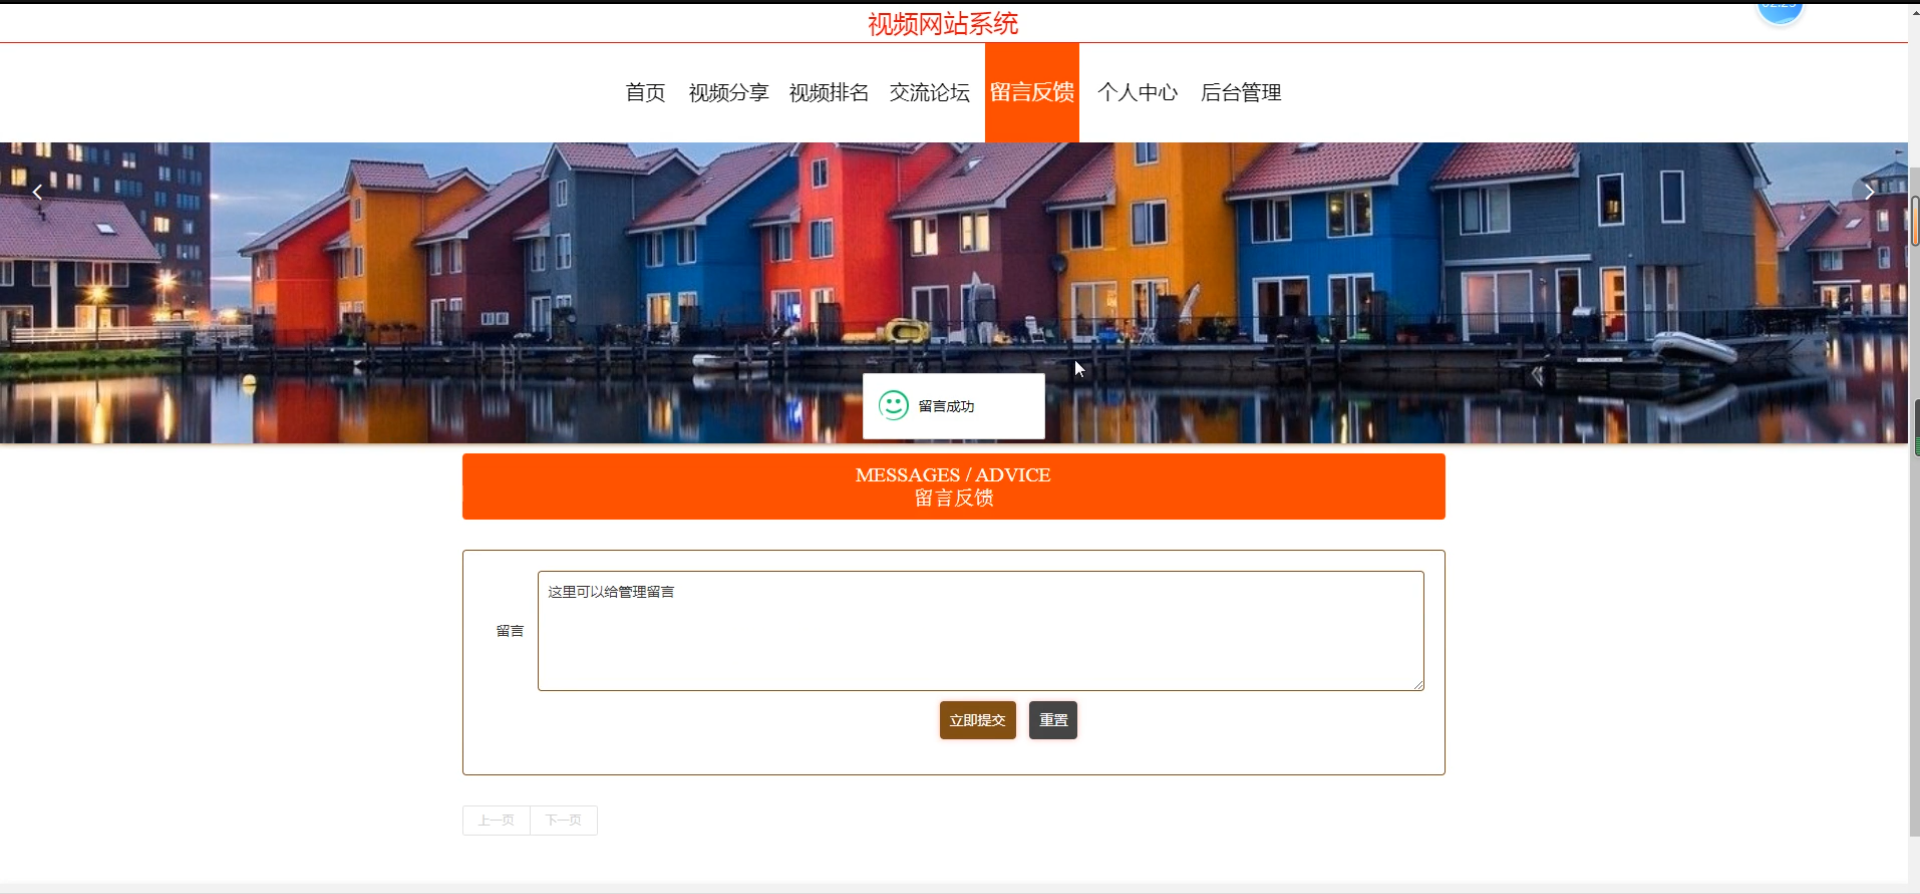 视频网站系统
首页 视频分享 视频排名 交流论坛 留言反馈 个人中心 后台管理
留言成功
MESSAGES / ADVICE
留言反馈
这里可以给管理留言
留言
立即提交 重置
上一页 下一页